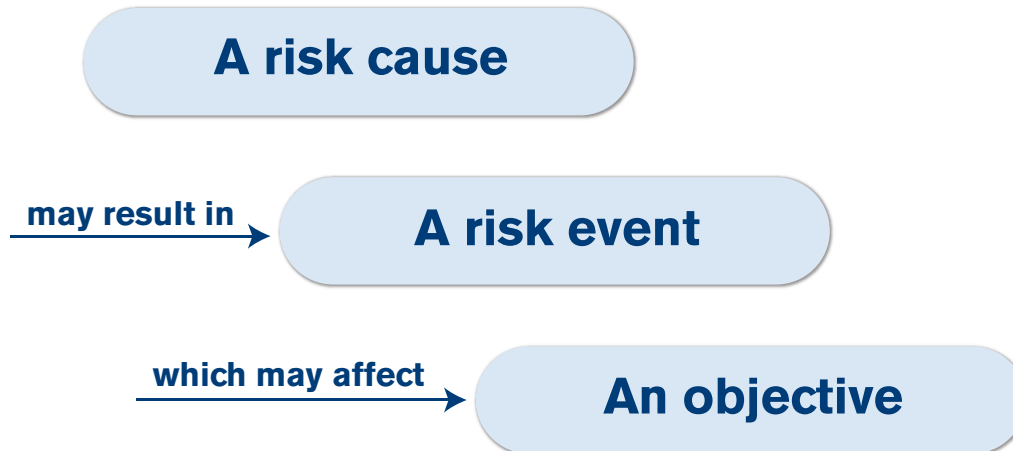 A risk cause
may result in
A risk event
which may affect
An objective